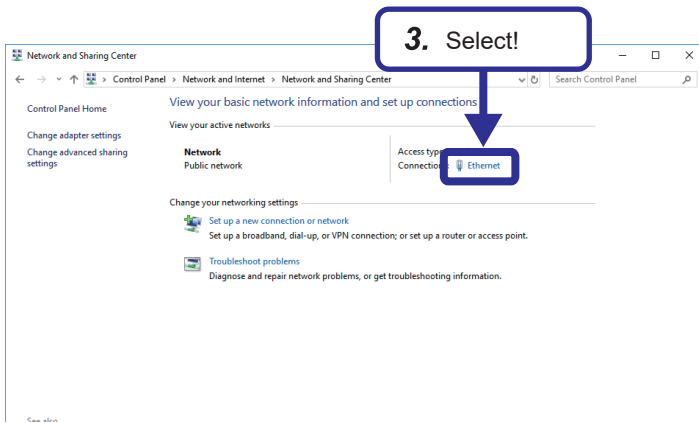 3. Select!
Network and Sharing Center
Control Panel > Network and Internet > Network and Sharing Center
Search Control Panel
Control Panel Home
Change adapter settings
Change advanced sharing
settings
View your basic network information and set up connections
View your active networks
Network
Public network
Access type
Connections Ethernet
Change your networking settings
Set up a new connection or network
Set up a broadband, dial-up, or VPN connection; or set up a router or access point.
Troubleshoot problems
Diagnose and repair network problems, or get troubleshooting information.
See also